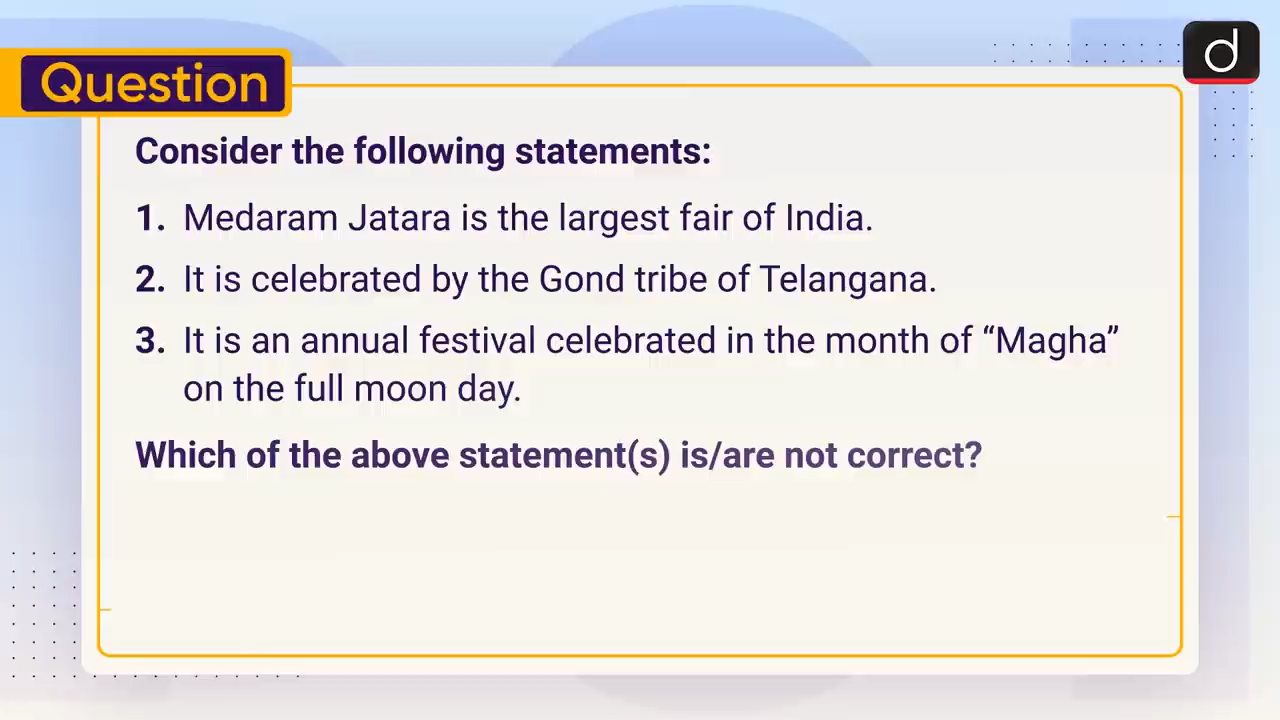 Question
Consider the following statements:
1. Medaram Jatara is the largest fair of India.
2. It is celebrated by the Gond tribe of Telangana.
3. It is an annual festival celebrated in the month of “Magha”
on the full moon day.
Which of the above statement(s) is/are not correct?
d